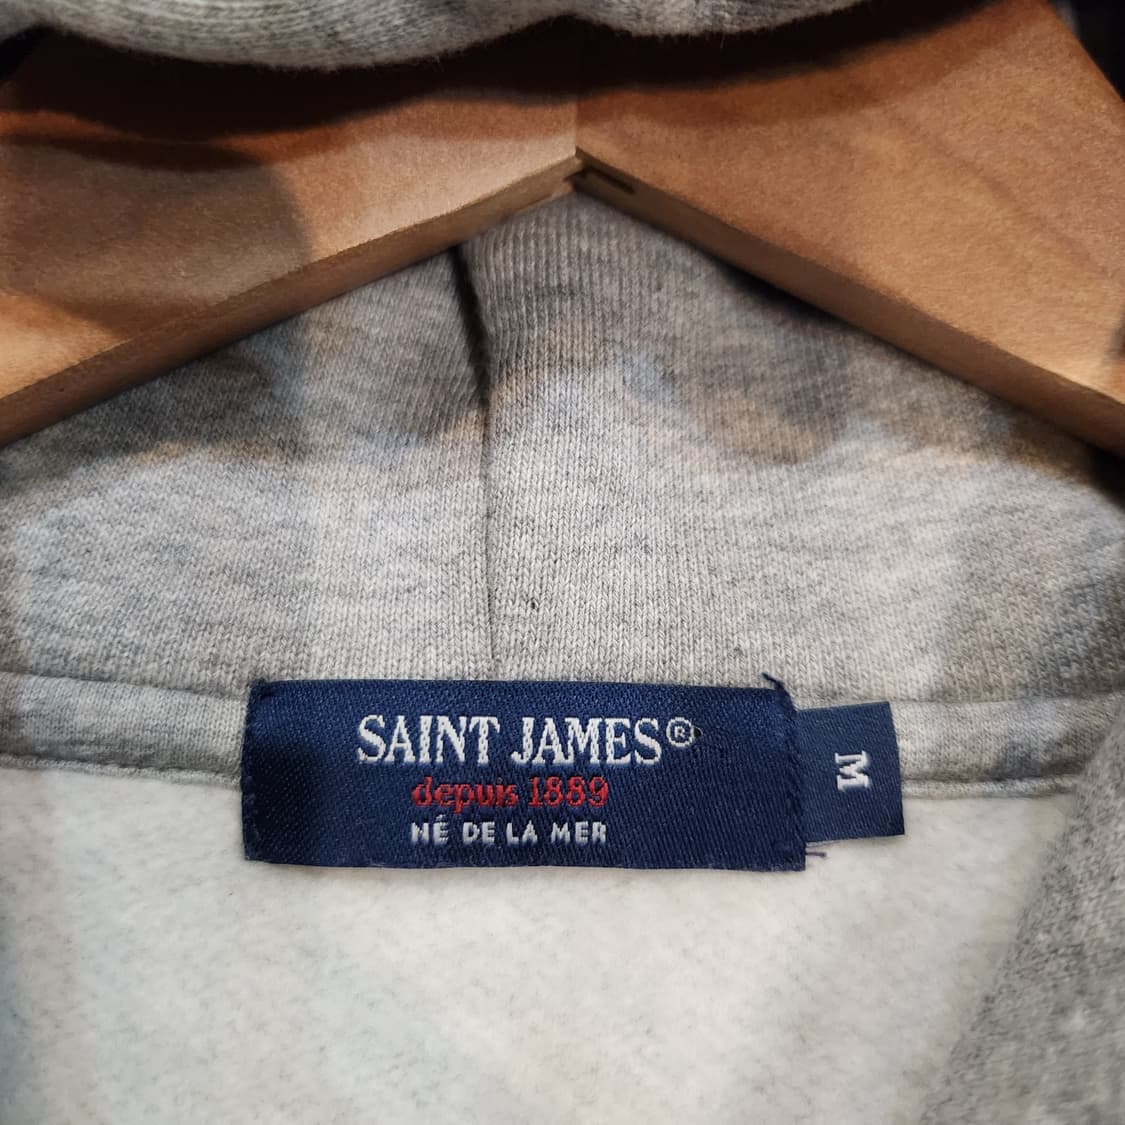 SAINT JAMES®
depuis 1889
NÉ DE LA MER
M